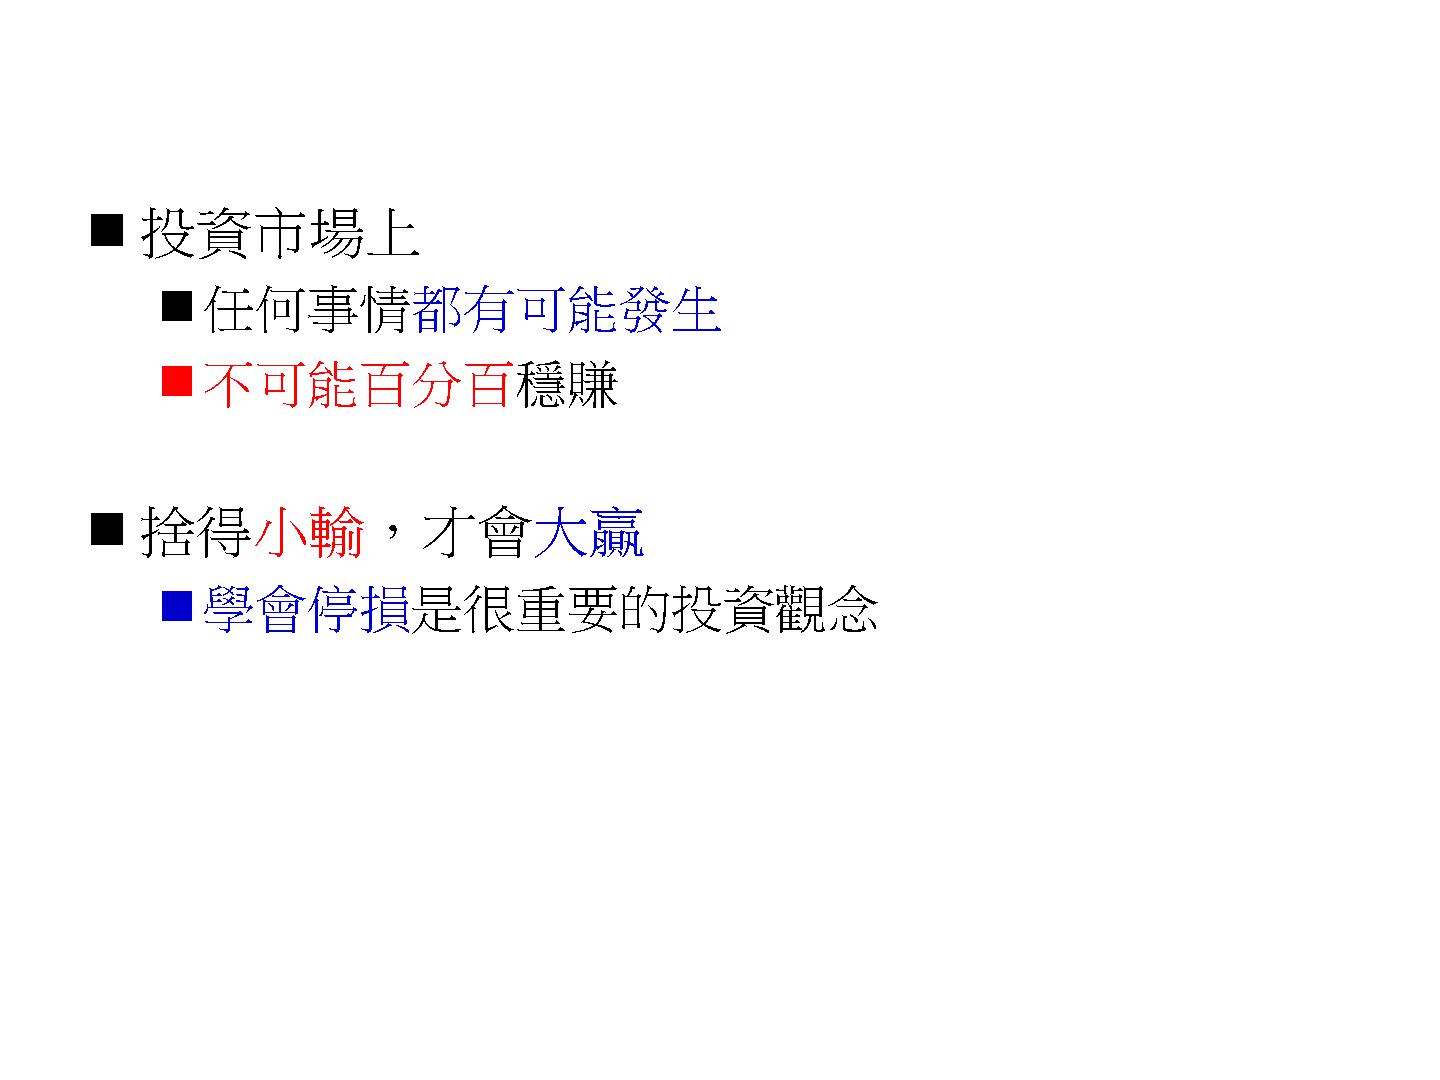 ■ 投資市場上
■ 任何事情都有可能發生
■ 不可能百分百穩賺
■ 捨得小輸，才會大贏
■ 學會停損是很重要的投資觀念